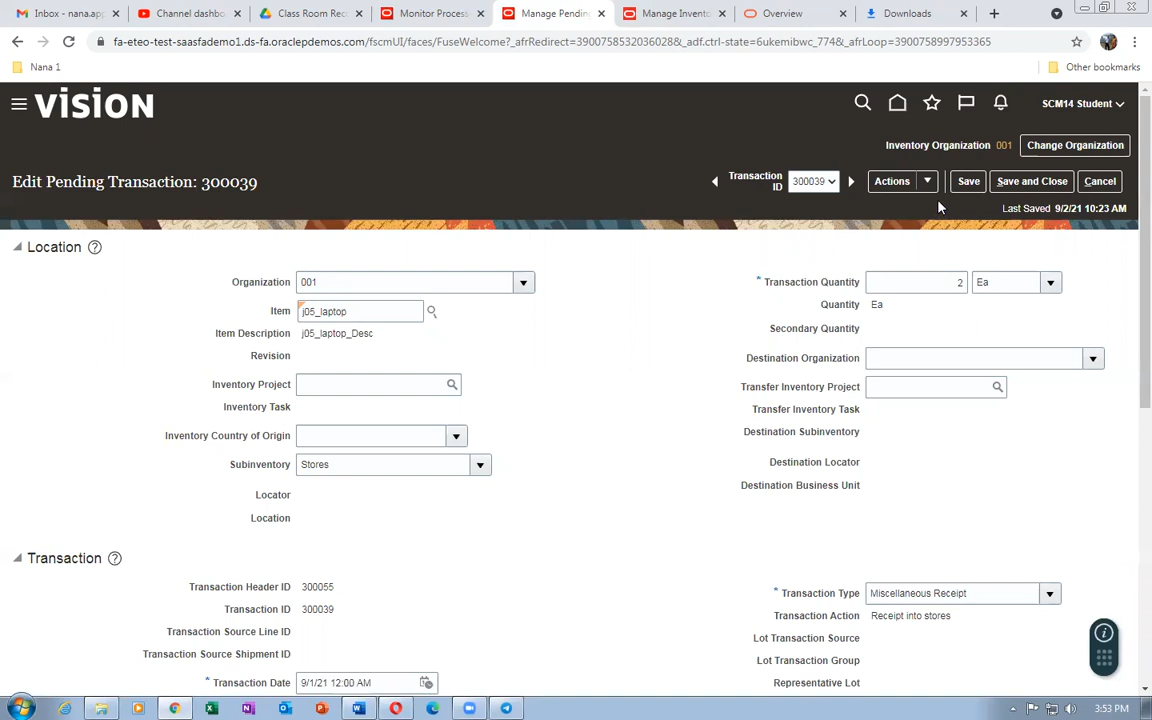 Inbox - nana.app
Channel dashbo
Class Room Rec
Monitor Process
Manage Pending
Manage Invento
Overview
Downloads
fa-eteo-test-saasfademo1.ds-fa.oraclepdemos.com/fscmUI/faces/FuseWelcome?_afrRedirect=3900758532036028&_adf.ctrl-state=6ukemibwc_774&_afrLoop=3900758997953365
Nana 1
Other bookmarks
VISION
SCM14 Student
Inventory Organization 001 Change Organization
Edit Pending Transaction: 300039
Transaction ID 300039 Actions Save Save and Close Cancel
Last Saved 9/2/21 10:23 AM
Location
Organization 001
Item j05_laptop
Item Description j05_laptop_Desc
Revision
Inventory Project
Inventory Task
Inventory Country of Origin
Subinventory Stores
Locator
Location
* Transaction Quantity 2 Ea
Quantity Ea
Secondary Quantity
Destination Organization
Transfer Inventory Project
Transfer Inventory Task
Destination Subinventory
Destination Locator
Destination Business Unit
Transaction
Transaction Header ID 300055
Transaction ID 300039
Transaction Source Line ID
Transaction Source Shipment ID
* Transaction Date 9/1/21 12:00 AM
* Transaction Type Miscellaneous Receipt
Transaction Action Receipt into stores
Lot Transaction Source
Lot Transaction Group
Representative Lot
3:53 PM